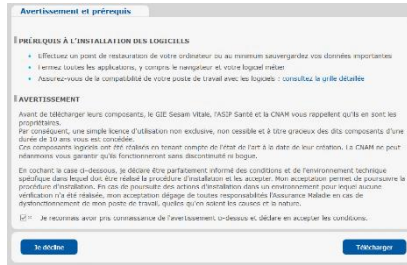 Avertissement et prérequis
PRÉREQUIS À L'INSTALLATION DES LOGICIELS
Effectuez un point de restauration de votre ordinateur ou au minimum sauvergardez vos données importantes
Fermez toutes les applications, y compris le navigateur et votre logiciel métier
Assurez-vous de la compatibilité de votre poste de travail avec les logiciels : consultez la grille détaillée
AVERTISSEMENT
Avant de télécharger leurs composants, le GIE Sesam Vitale, l'ASIP Santé et la CNAM vous rappellent qu'ils en sont les
propriétaires.
Par conséquent, une simple licence d'utilisation non exclusive, non cessible et à titre gracieux des dits composants d'une
durée de 10 ans vous est concédée.
Ces composants logiciels ont été réalisés en tenant compte de l'état de l'art à la date de leur création. La CNAM ne peut
néanmoins vous garantir qu'ils fonctionneront sans discontinuité ni bogue.
En cochant la case ci-dessous, je déclare être parfaitement informé des conditions et de l'environnement technique
spécifique dans lequel doit être réalisé la procédure d'installation et les accepter. Mon acceptation permet de poursuivre la
procédure d'installation. En cas de poursuite des actions d'installation dans un environnement pour lequel aucune
vérification n'a été réalisée, mon acceptation dégage de toutes responsabilités l'Assurance Maladie en cas de
dysfonctionnement de mon poste de travail, quelles qu'en soient les causes et la nature.
Je reconnais avoir pris connaissance de l'avertissement ci-dessus et déclare en accepter les conditions.
Je décline
Télécharger